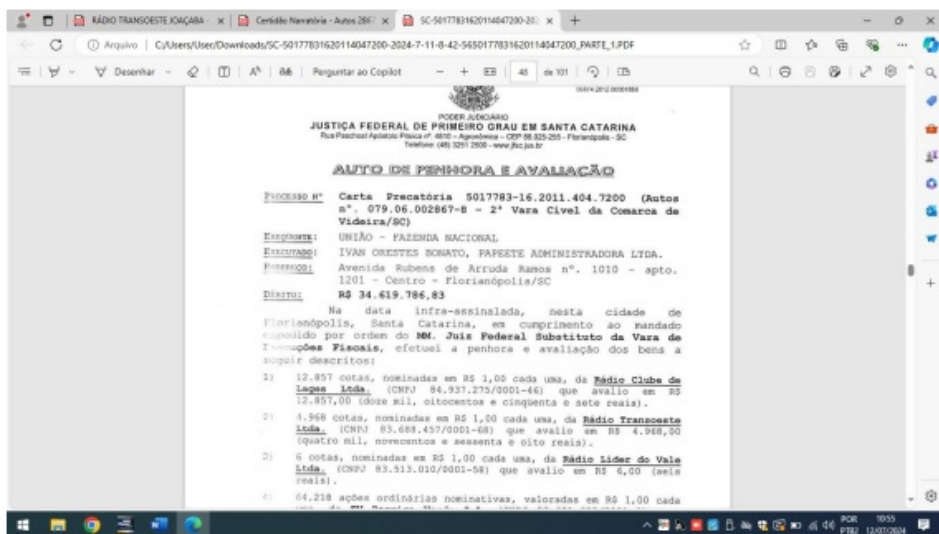 RÁDIO TRANSOESTE JOAÇABA -
Certidão Narratória - Autos 2867
SC-50177831620114047200-202
Arquivo | C:/Users/User/Downloads/SC-50177831620114047200-2024-7-11-8-42-56501778316201140472​00_PARTE_1.PDF
Desenhar
Perguntar ao Copilot
48 de 101
PODER JUDICIÁRIO
JUSTIÇA FEDERAL DE PRIMEIRO GRAU EM SANTA CATARINA
Telefone: (48) 3251 2500 - www.jfsc.jus.br
AUTO DE PENHORA E AVALIAÇÃO
PROCESSO Nº Carta Precatória 5017783-16.2011.404.7200 (Autos
nº. 079.06.002867-8 - 2ª Vara Cível da Comarca de
Videira/SC)
EXEQUENTE: UNIÃO - FAZENDA NACIONAL
EXECUTADO: IVAN ORESTES BONATO, PAPEETE ADMINISTRADORA LTDA.
ENDEREÇO: Avenida Rubens de Arruda Ramos nº. 1010 - apto.
1201 - Centro - Florianópolis/SC
DÉBITO: R$ 34.619.786,83
Na data infra-assinalada, nesta cidade de
Florianópolis, Santa Catarina, em cumprimento ao mandado
expedido por ordem do MM. Juiz Federal Substituto da Vara de
Execuções Fiscais, efetuei a penhora e avaliação dos bens a
seguir descritos:
1) 12.857 cotas, nominadas em R$ 1,00 cada uma, da Rádio Clube de
Lages Ltda. (CNPJ 84.937.275/0001-46) que avalio em R$
12.857,00 (doze mil, oitocentos e cinqüenta e sete reais).
2) 4.968 cotas, nominadas em R$ 1,00 cada uma, da Rádio Transoeste
Ltda. (CNPJ 83.688.457/0001-68) que avalio em R$ 4.968,00
(quatro mil, novecentos e sessenta e oito reais).
3) 6 cotas, nominadas em R$ 1,00 cada uma, da Rádio Líder do Vale
Ltda. (CNPJ 83.513.010/0001-58) que avalio em R$ 6,00 (seis
reais).
64.218 ações ordinárias nominativas, valoradas em R$ 1,00 cada
POR
PTB2
10:55
12/07/2024